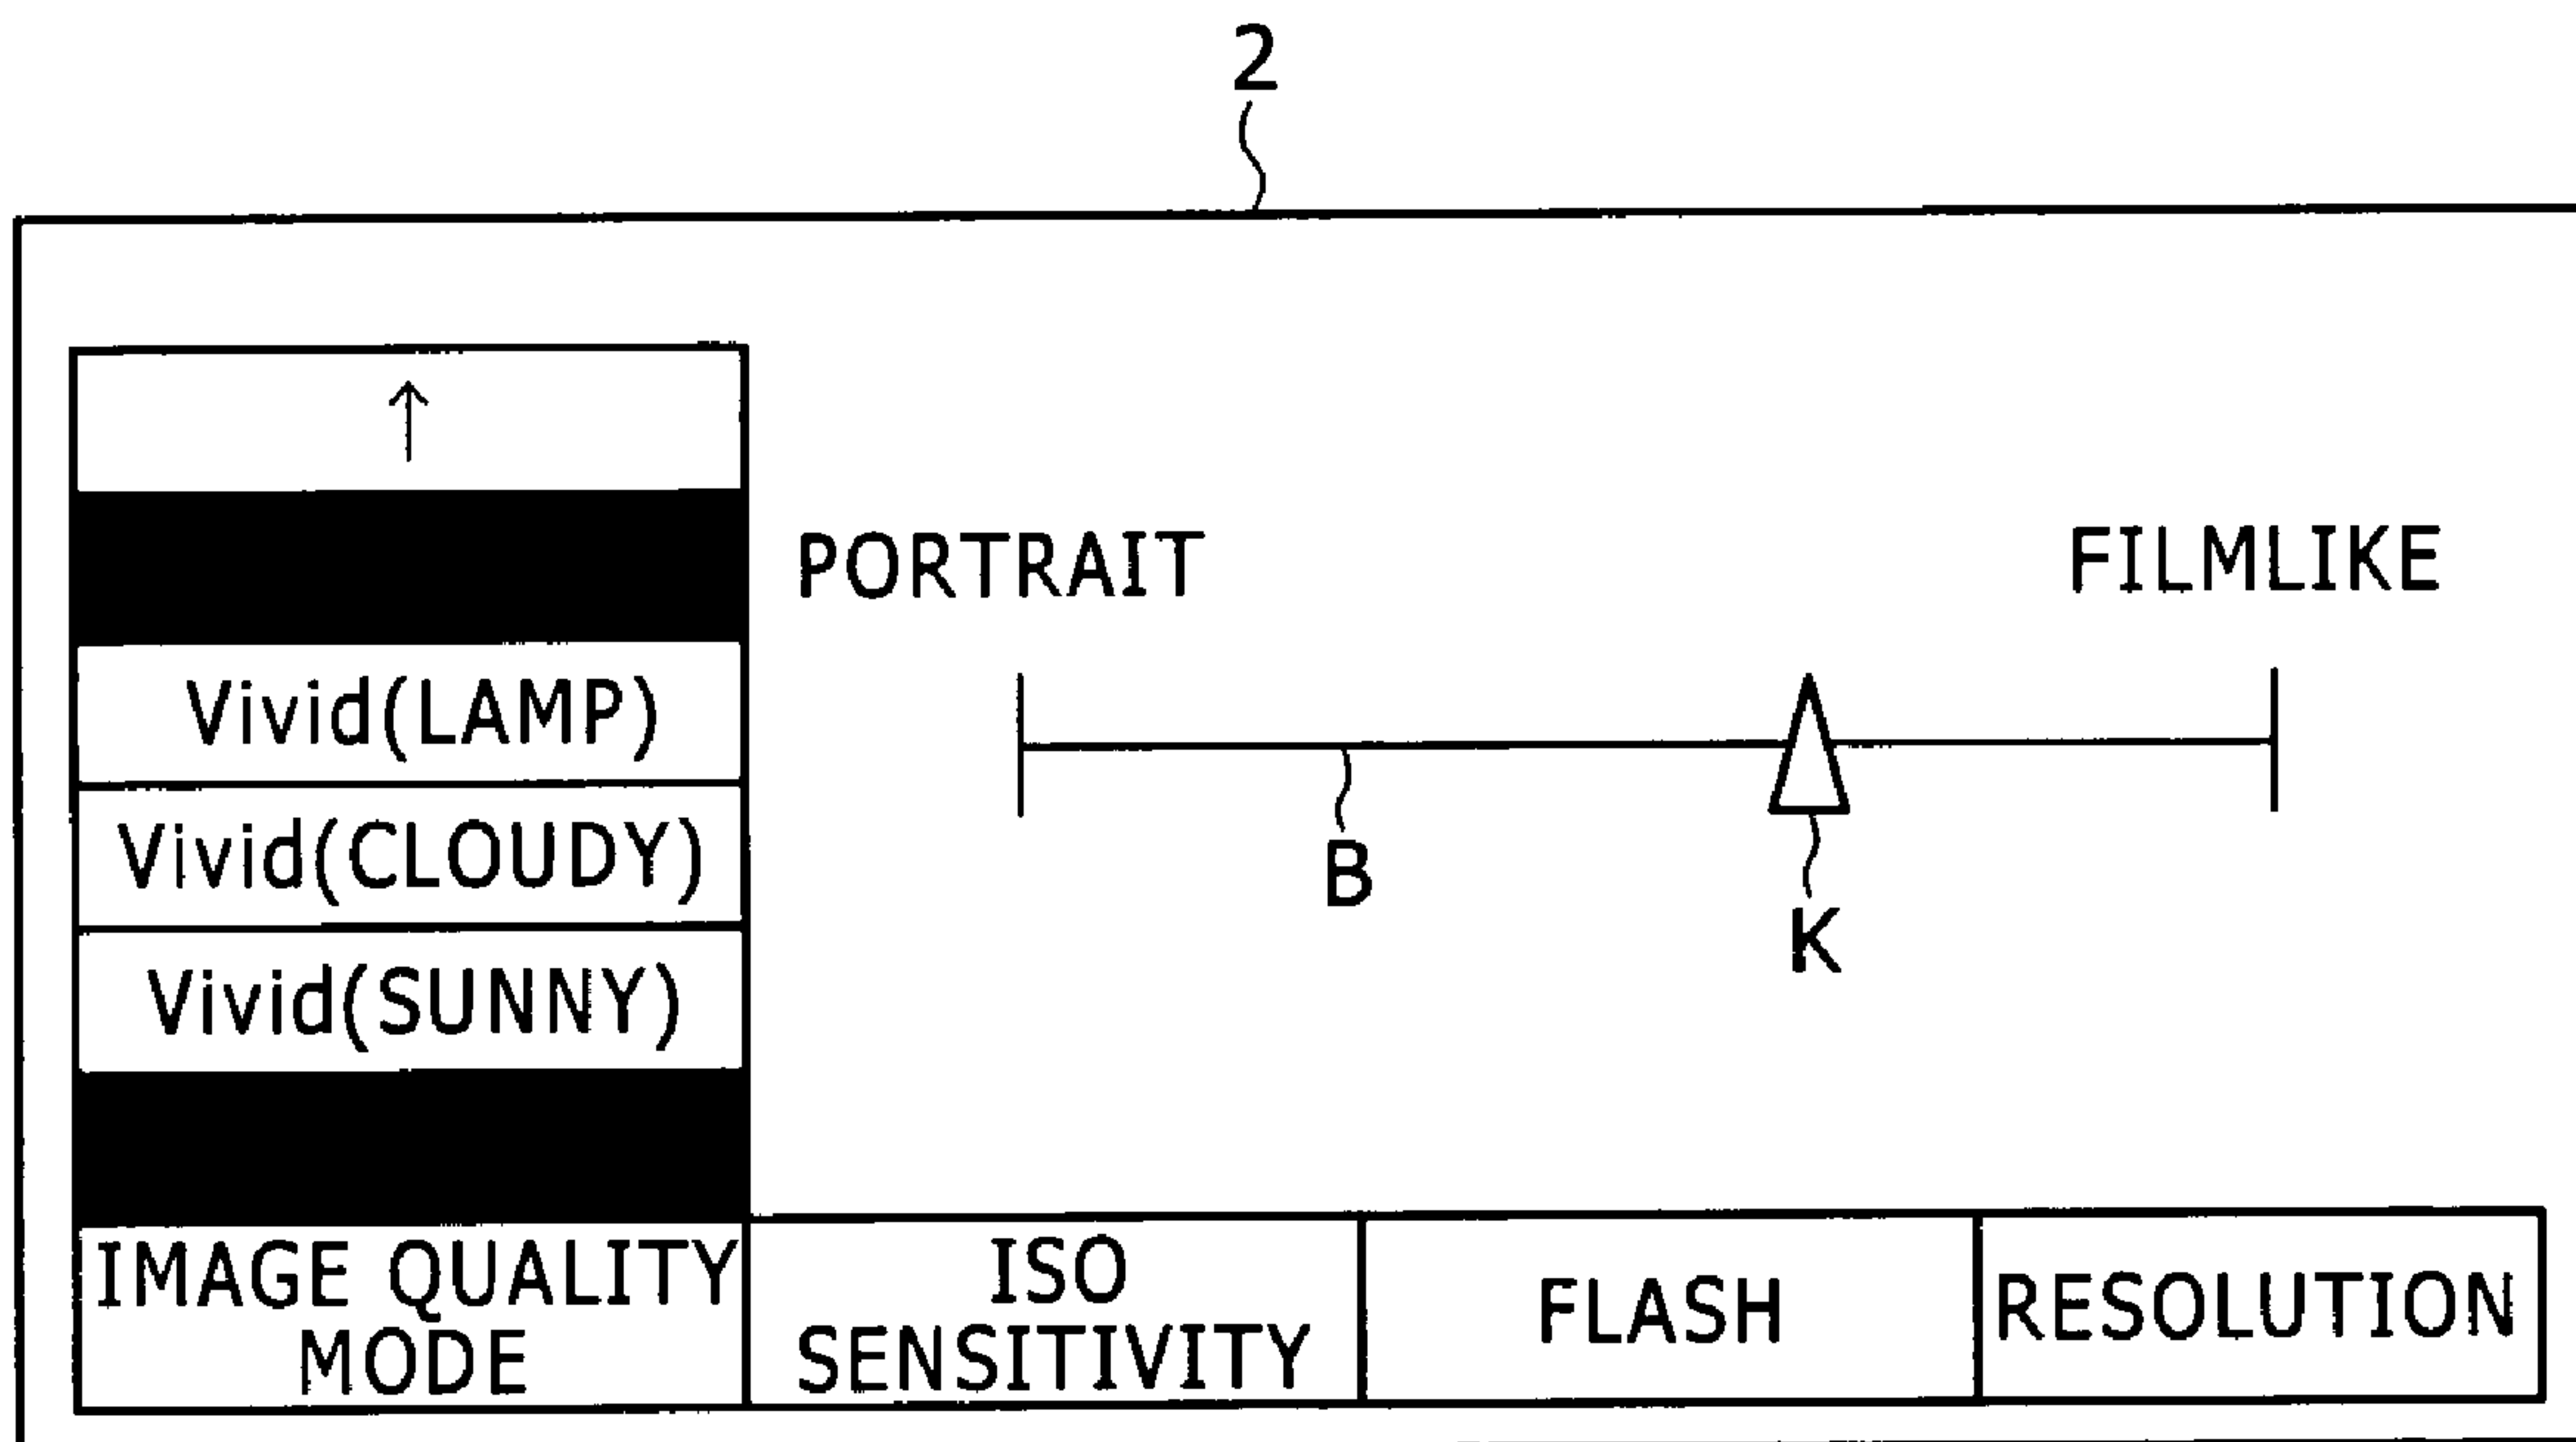 2
↑
PORTRAIT
FILMLIKE
Vivid(LAMP)
Vivid(CLOUDY)
B
K
Vivid(SUNNY)
IMAGE QUALITY
MODE
ISO
SENSITIVITY
FLASH
RESOLUTION